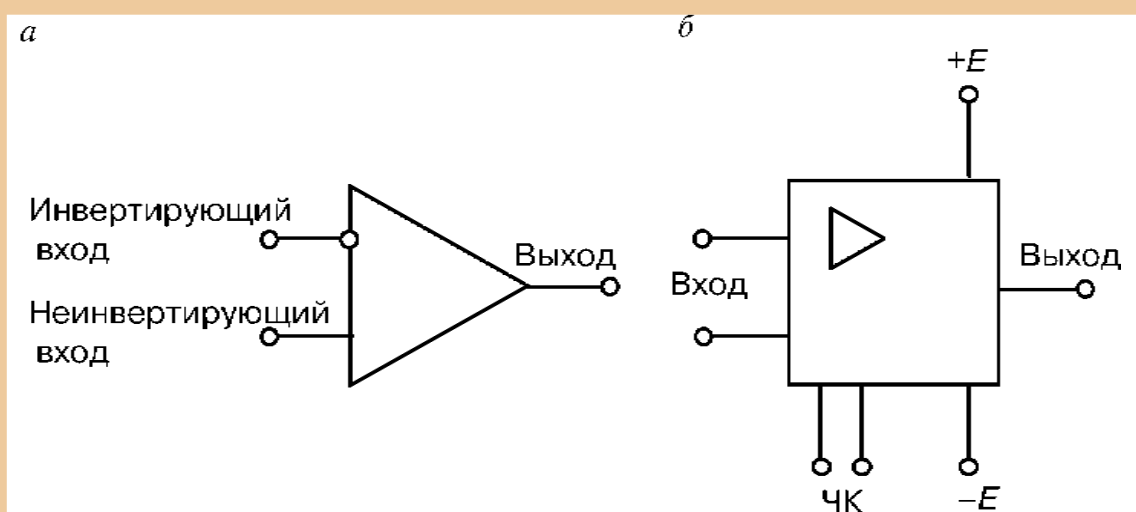 а
Инвертирующий
вход
Неинвертирующий
вход
Выход
б
+E
Вход
Выход
ЧК
−E